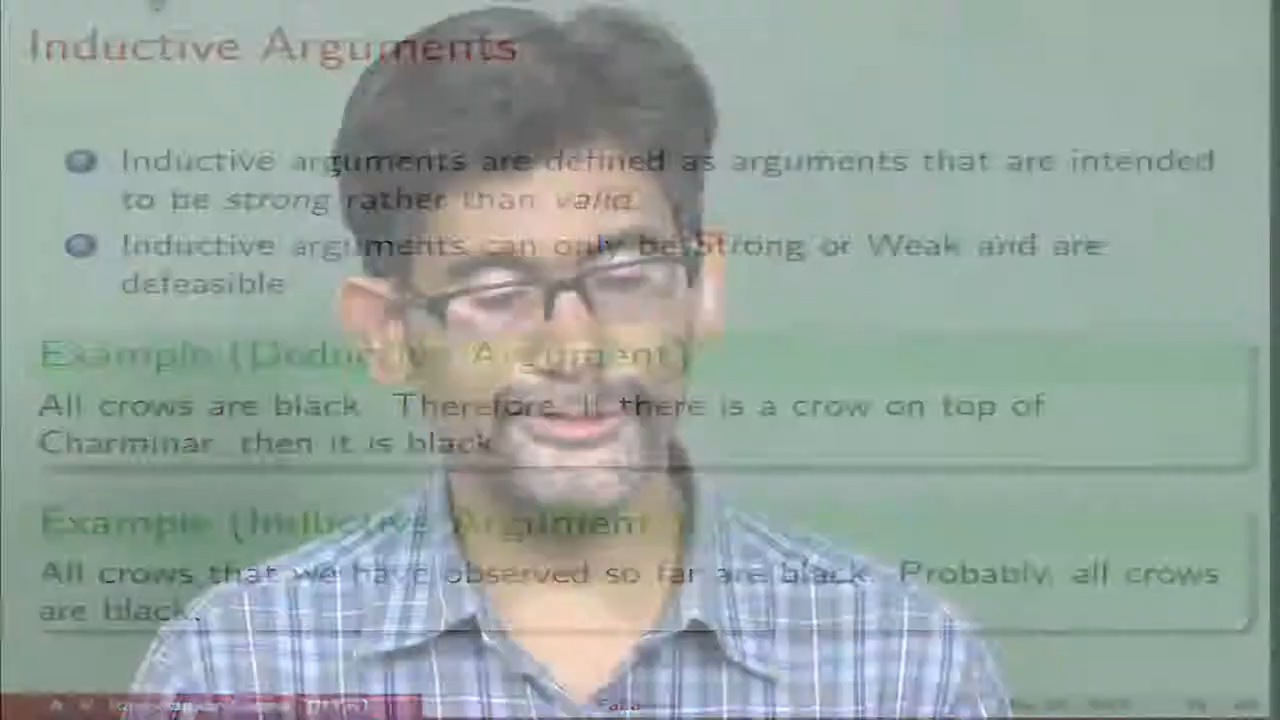 Inductive Arguments
Inductive arguments are defined as arguments that are intended
to be strong rather than valid.
Inductive arguments can only be Strong or Weak and are
defeasible
Example (Deductive Argument)
All crows are black. Therefore, if there is a crow on top of
Charminar, then it is black.
Example (Inductive Argument)
All crows that we have observed so far are black. Probably, all crows
are black.